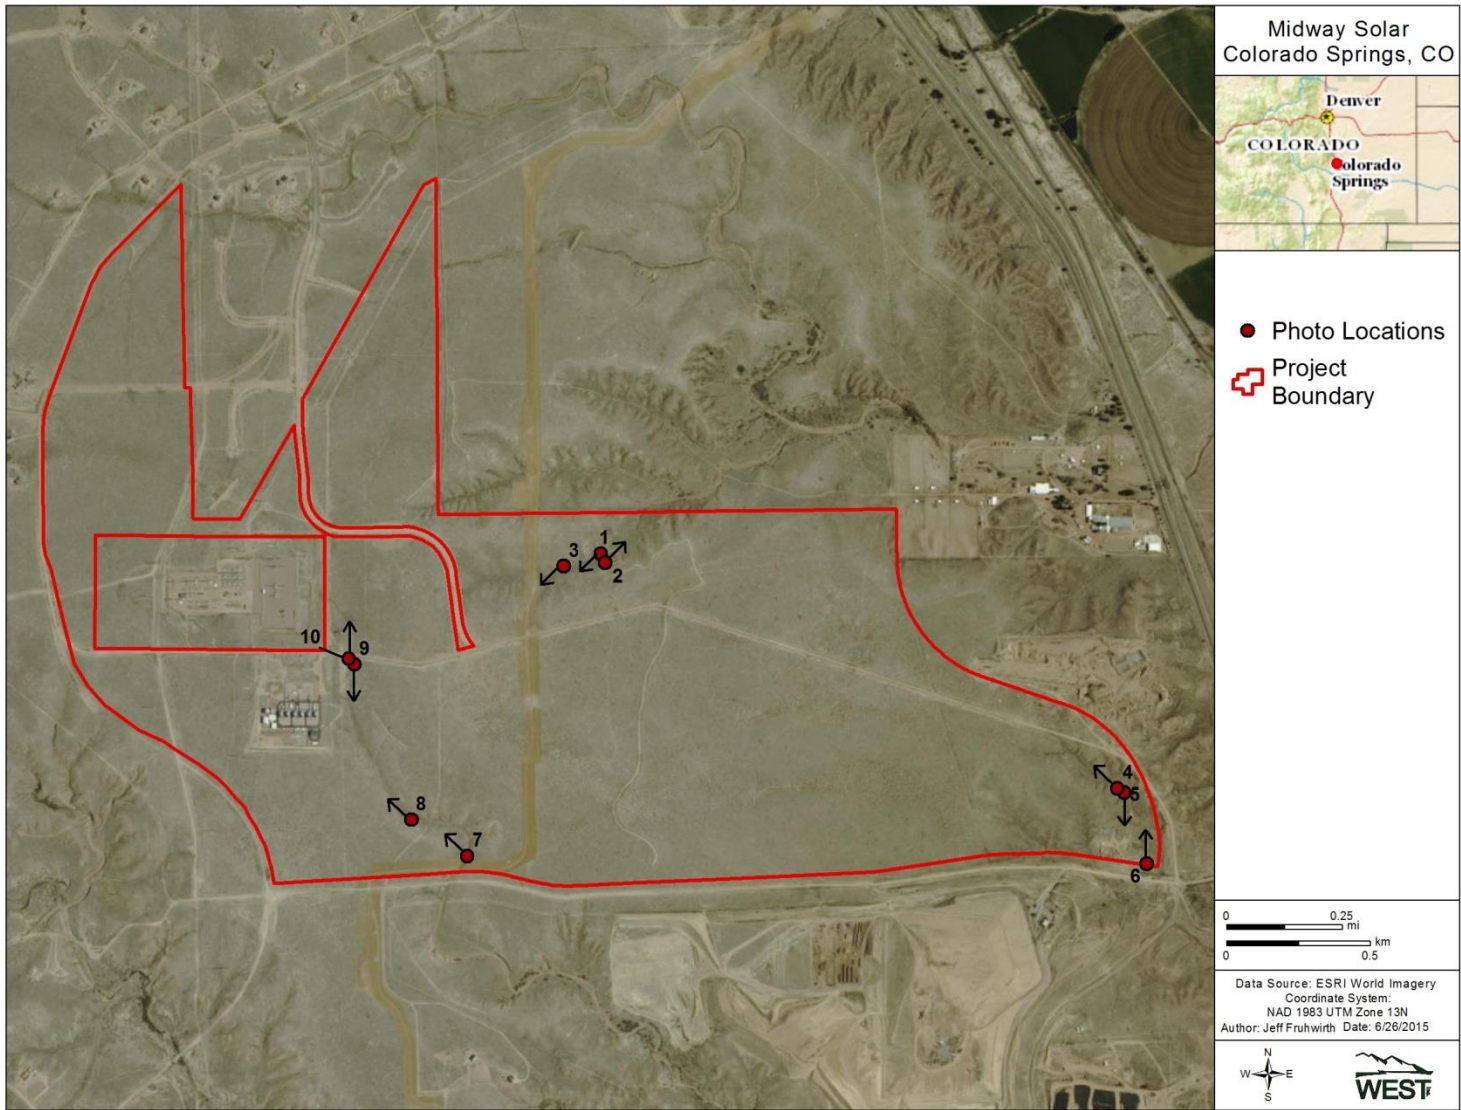 Midway Solar
Colorado Springs, CO
Denver
COLORADO
olorado
Springs
Photo Locations
Project
Boundary
1
3
2
10
9
4
5
8
7
6
0 0.25
mi
km
0 0.5
Data Source: ESRI World Imagery
Coordinate System:
NAD 1983 UTM Zone 13N
Author: Jeff Fruhwirth Date: 6/26/2015
N
W E
S
WEST